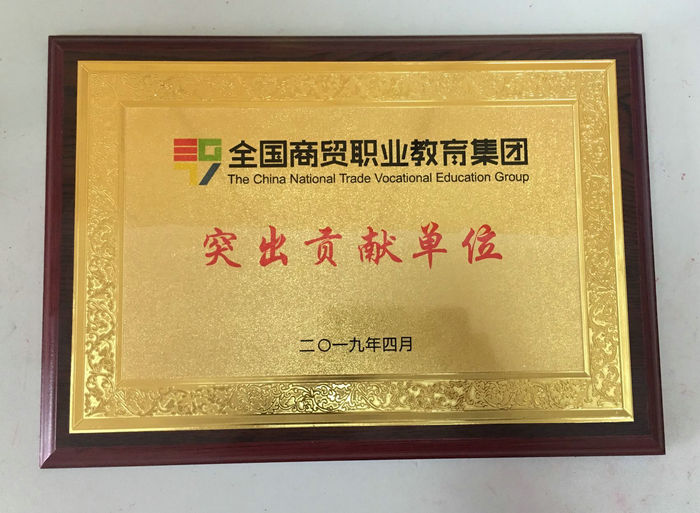 全国商贸职业教育集团
The China National Trade Vocational Education Group
突出贡献单位
二〇一九年四月